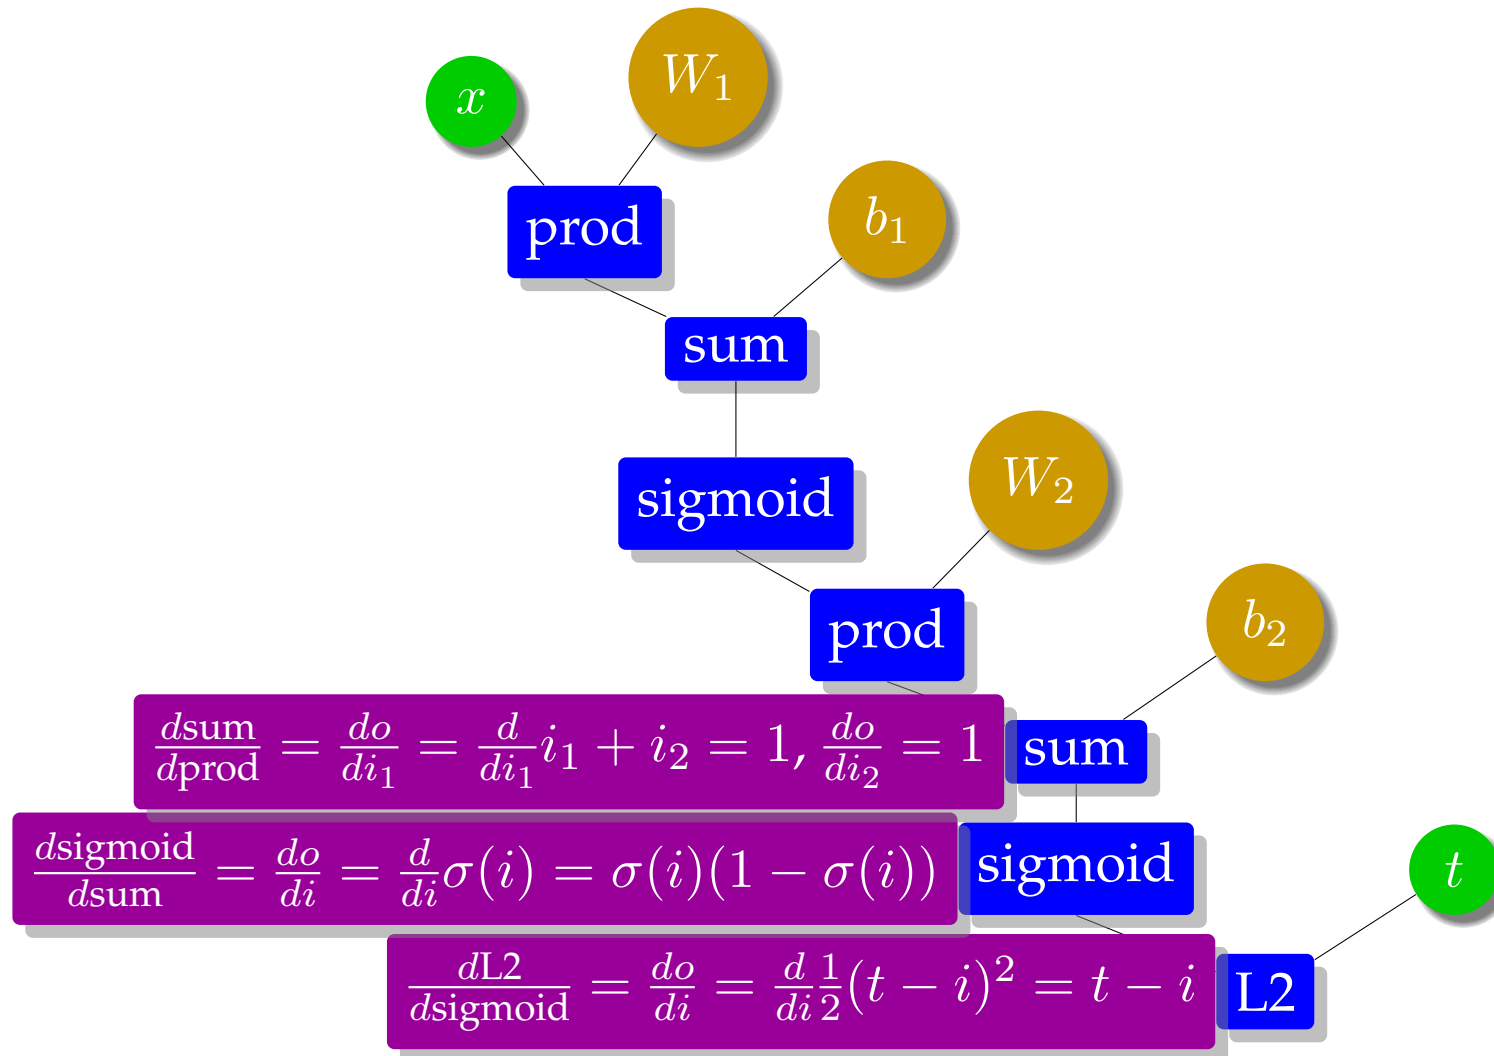 x
W₁
prod
b₁
sum
sigmoid
W₂
prod
b₂
dsum/dprod = do/di₁ = d/di₁ i₁ + i₂ = 1, do/di₂ = 1
sum
dsigmoid/dsum = do/di = d/di σ(i) = σ(i)(1 − σ(i))
sigmoid
t
dL2/dsigmoid = do/di = d/di 1/2 (t − i)² = t − i
L2